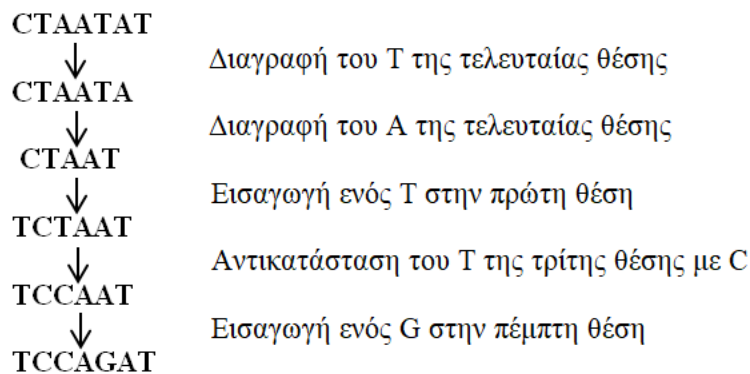 CTAATAT
Διαγραφή του T της τελευταίας θέσης
CTAATA
Διαγραφή του A της τελευταίας θέσης
CTAAT
Εισαγωγή ενός T στην πρώτη θέση
TCTAAT
Αντικατάσταση του T της τρίτης θέσης με C
TCCAAT
Εισαγωγή ενός G στην πέμπτη θέση
TCCAGAT